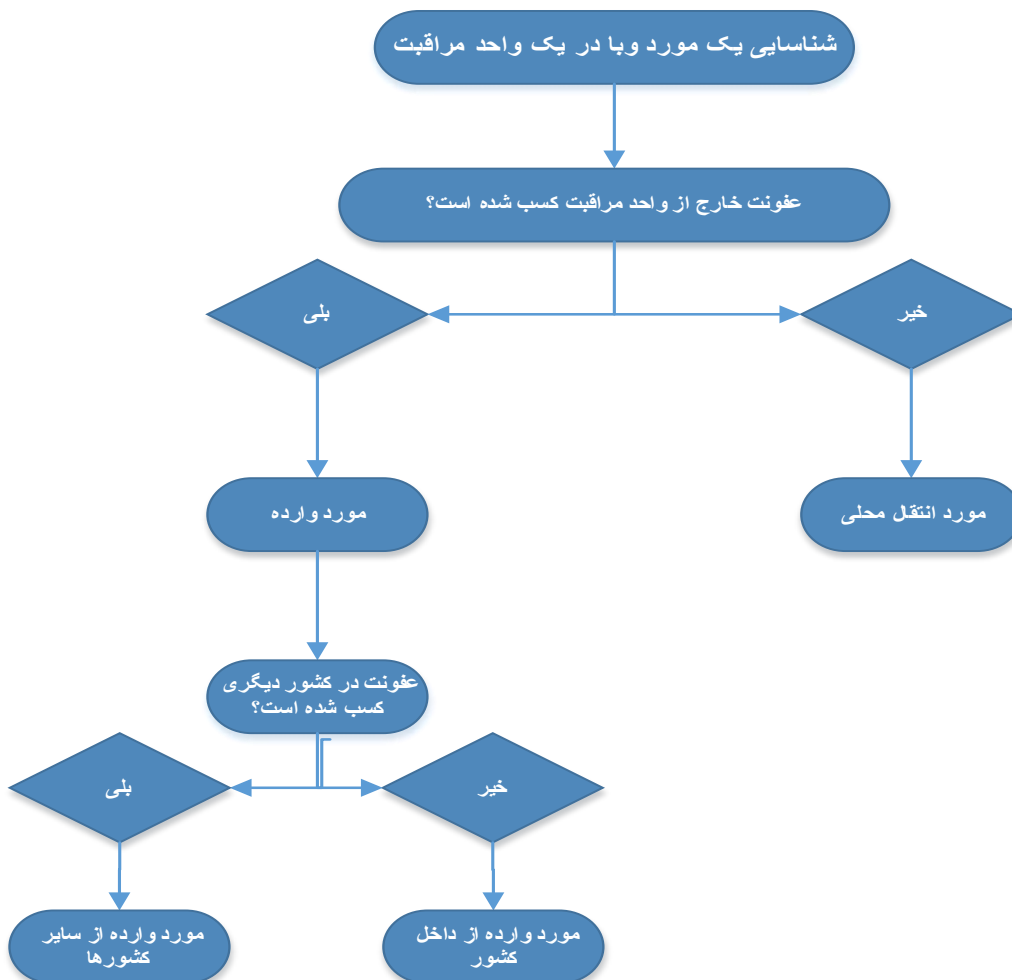 شناسایی یک مورد وبا در یک واحد مراقبت
عفونت خارج از واحد مراقبت کسب شده است؟
خیر
بلی
مورد انتقال محلی
مورد وارده
عفونت در کشور دیگری
کسب شده است؟
خیر
بلی
مورد وارده از داخل
کشور
مورد وارده از سایر
کشورها